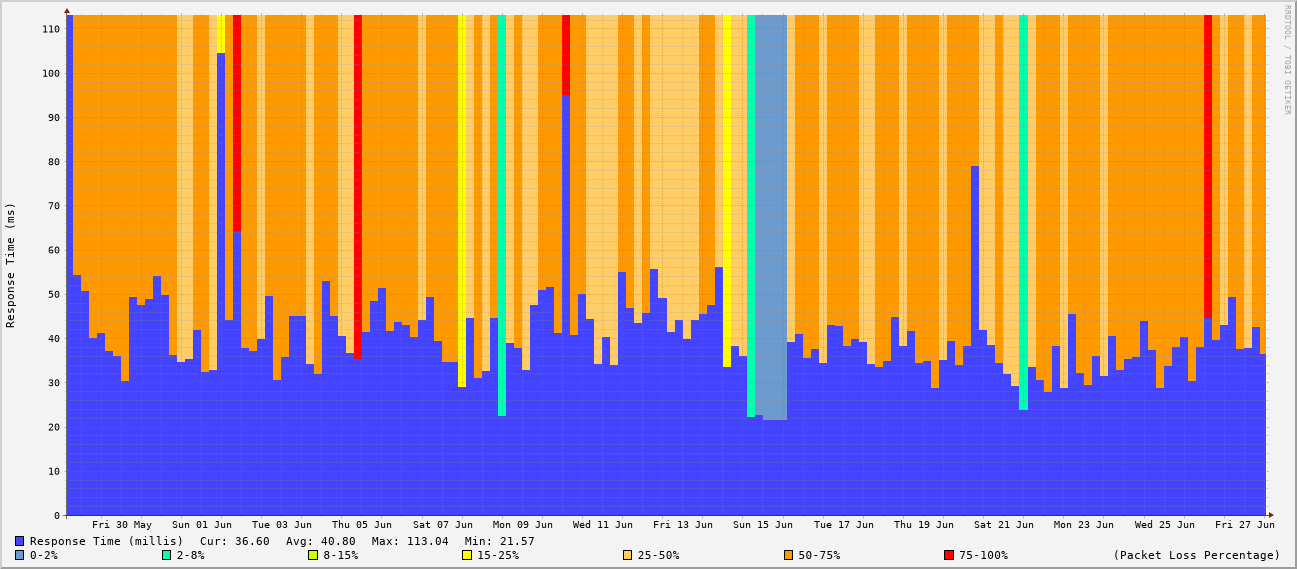 RRDTOOL / TOBI OETIKER
Response Time (ms)
110
100
90
80
70
60
50
40
30
20
10
0
Fri 30 May Sun 01 Jun Tue 03 Jun Thu 05 Jun Sat 07 Jun Mon 09 Jun Wed 11 Jun Fri 13 Jun Sun 15 Jun Tue 17 Jun Thu 19 Jun Sat 21 Jun Mon 23 Jun Wed 25 Jun Fri 27 Jun
Response Time (millis) Cur: 36.60 Avg: 40.80 Max: 113.04 Min: 21.57
0-2% 2-8% 8-15% 15-25% 25-50% 50-75% 75-100% (Packet Loss Percentage)